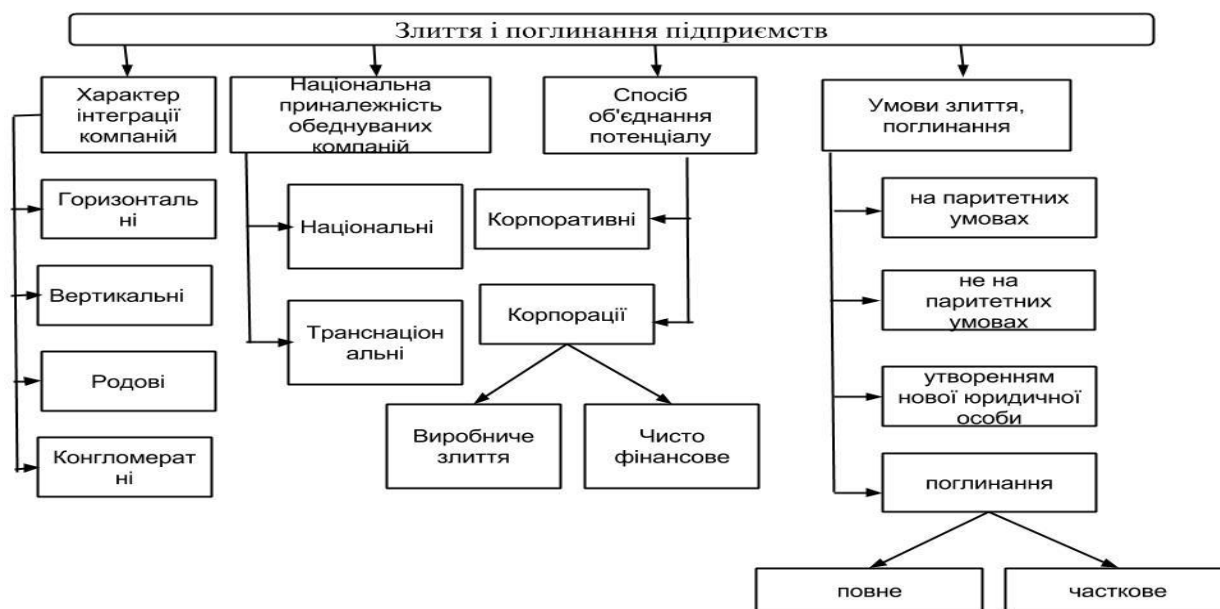 Злиття і поглинання підприємств
Характер
інтеграції
компаній
Горизонталь
ні
Вертикальні
Родові
Конгломерат
ні
Національна
приналежність
обеднуваних
компаній
Національні
Транснаціон
альні
Спосіб
об'єднання
потенціалу
Корпоративні
Корпорації
Виробниче
злиття
Чисто
фінансове
Умови злиття,
поглинання
на паритетних
умовах
не на
паритетних
умовах
утворенням
нової юридичної
особи
поглинання
повне
часткове